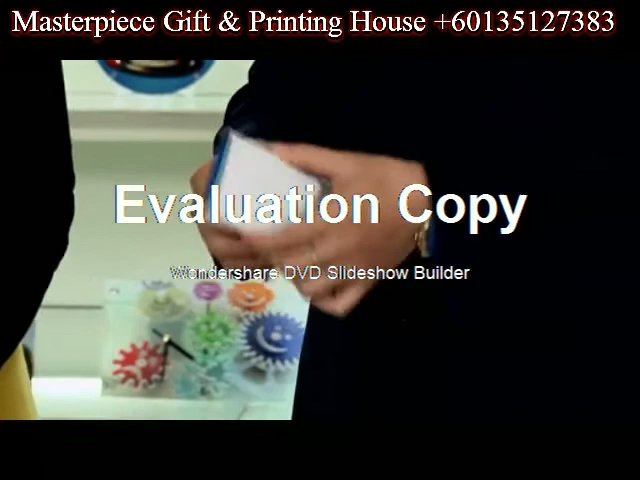 Masterpiece Gift & Printing House +60135127383
Evaluation Copy
Wondershare DVD Slideshow Builder